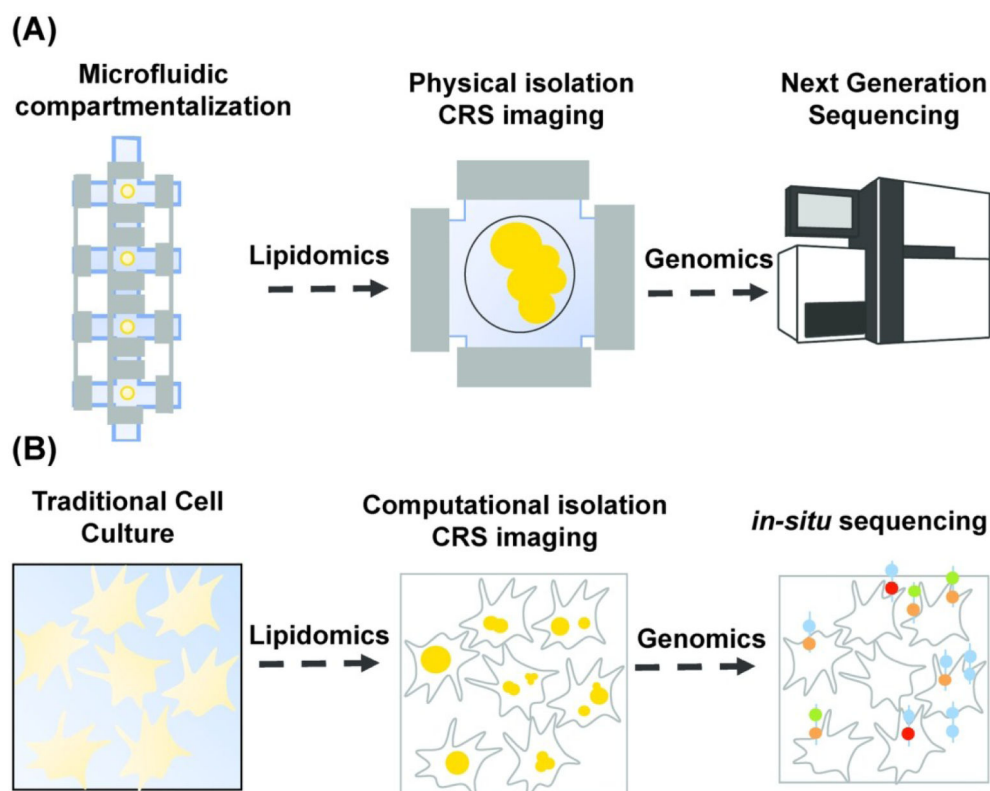 (A)
Microfluidic
compartmentalization
Physical isolation
CRS imaging
Next Generation
Sequencing
Lipidomics
Genomics
(B)
Traditional Cell
Culture
Computational isolation
CRS imaging
in-situ sequencing
Lipidomics
Genomics